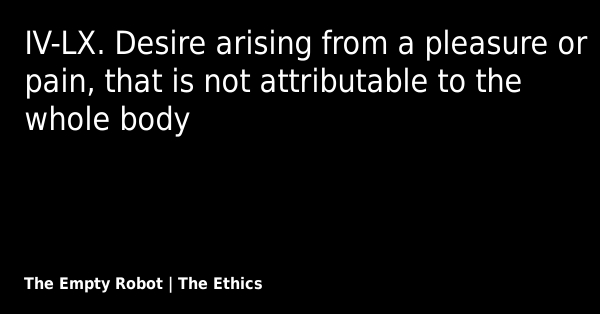 IV-LX. Desire arising from a pleasure or
pain, that is not attributable to the
whole body
The Empty Robot | The Ethics